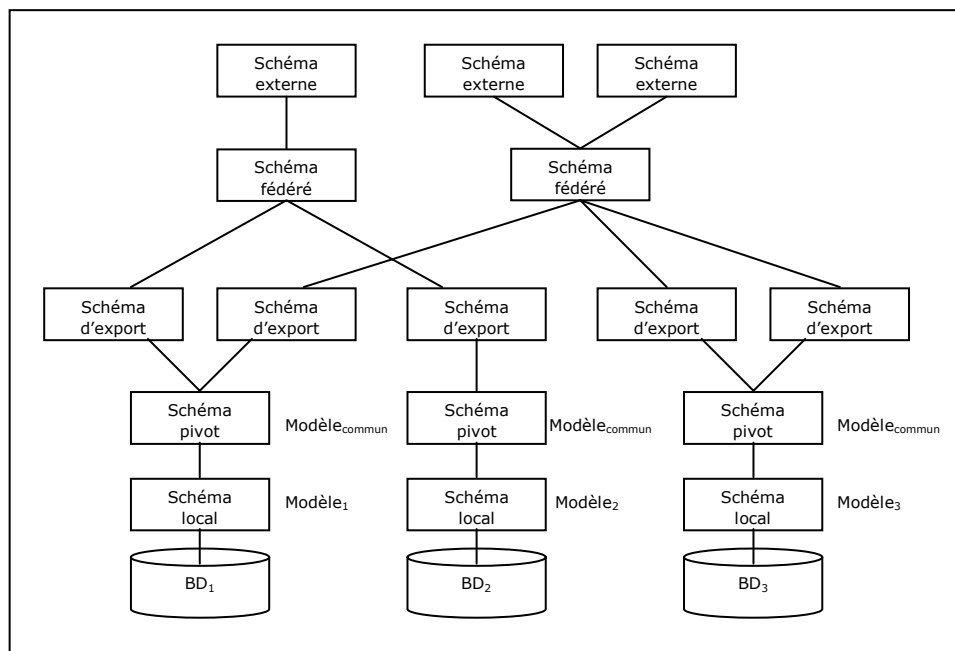 Schéma
externe
Schéma
externe
Schéma
externe
Schéma
fédéré
Schéma
fédéré
Schéma
d’export
Schéma
d’export
Schéma
d’export
Schéma
d’export
Schéma
d’export
Schéma
pivot
Modèlecommun
Schéma
pivot
Modèlecommun
Schéma
pivot
Modèlecommun
Schéma
local
Modèle1
Schéma
local
Modèle2
Schéma
local
Modèle3
BD1
BD2
BD3